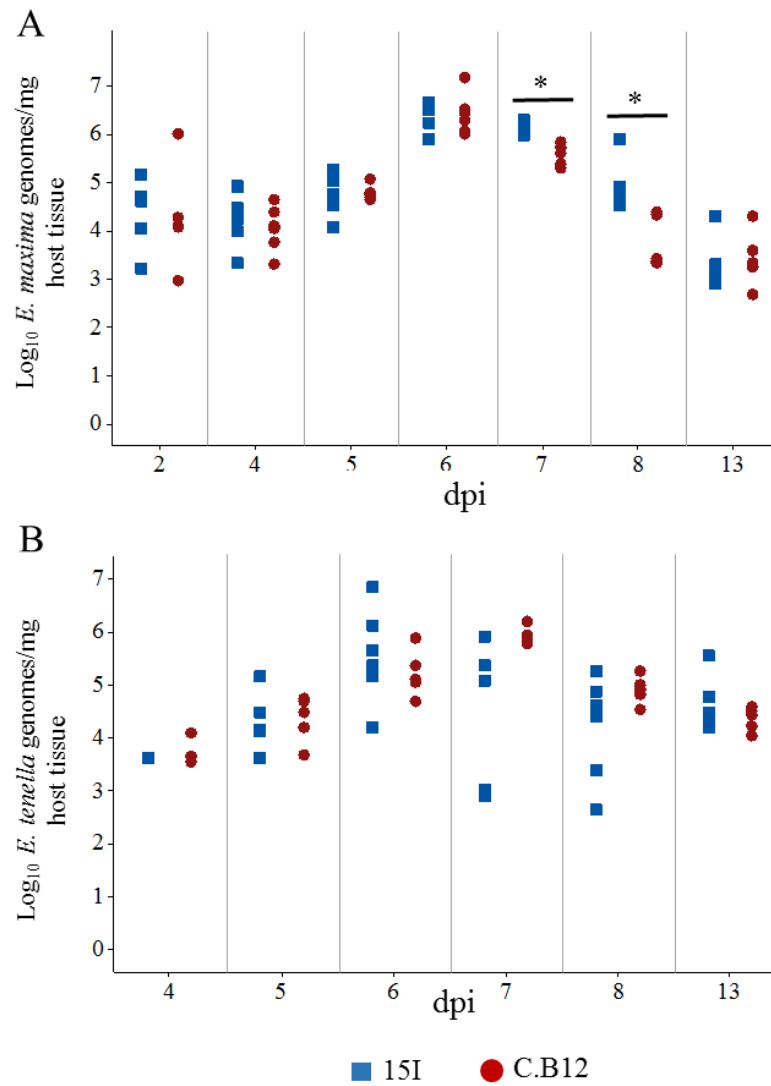 A
Log₁₀ E. maxima genomes/mg
host tissue
7
6
5
4
3
2
1
0
* *
2 4 5 6 7 8 13
dpi
B
Log₁₀ E. tenella genomes/mg
host tissue
7
6
5
4
3
2
1
0
4 5 6 7 8 13
dpi
15I C.B12